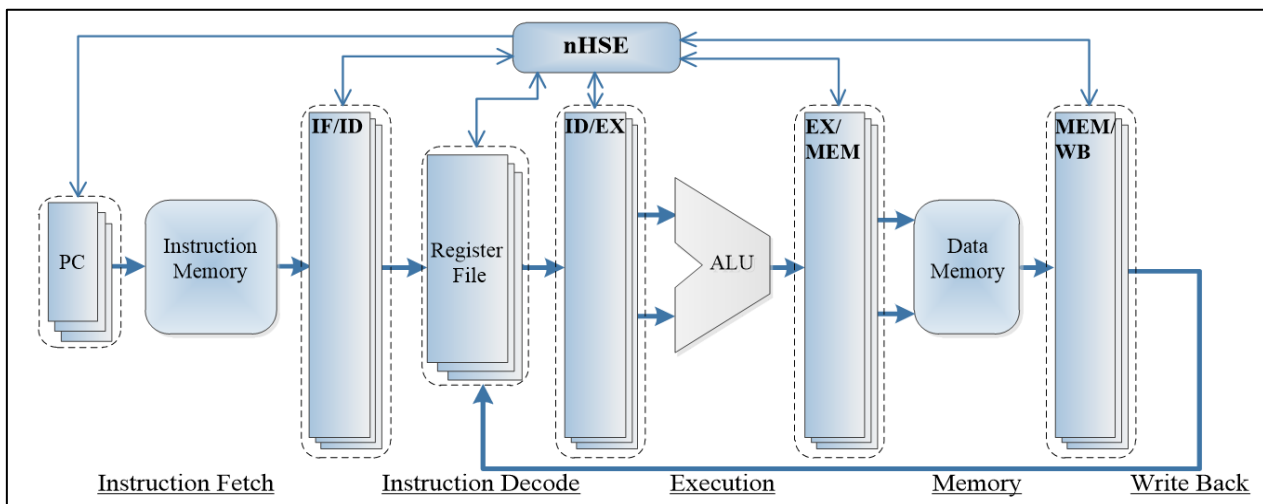 nHSE
IF/ID
ID/EX
EX/
MEM
MEM/
WB
PC
Instruction
Memory
Register
File
ALU
Data
Memory
Instruction Fetch
Instruction Decode
Execution
Memory
Write Back